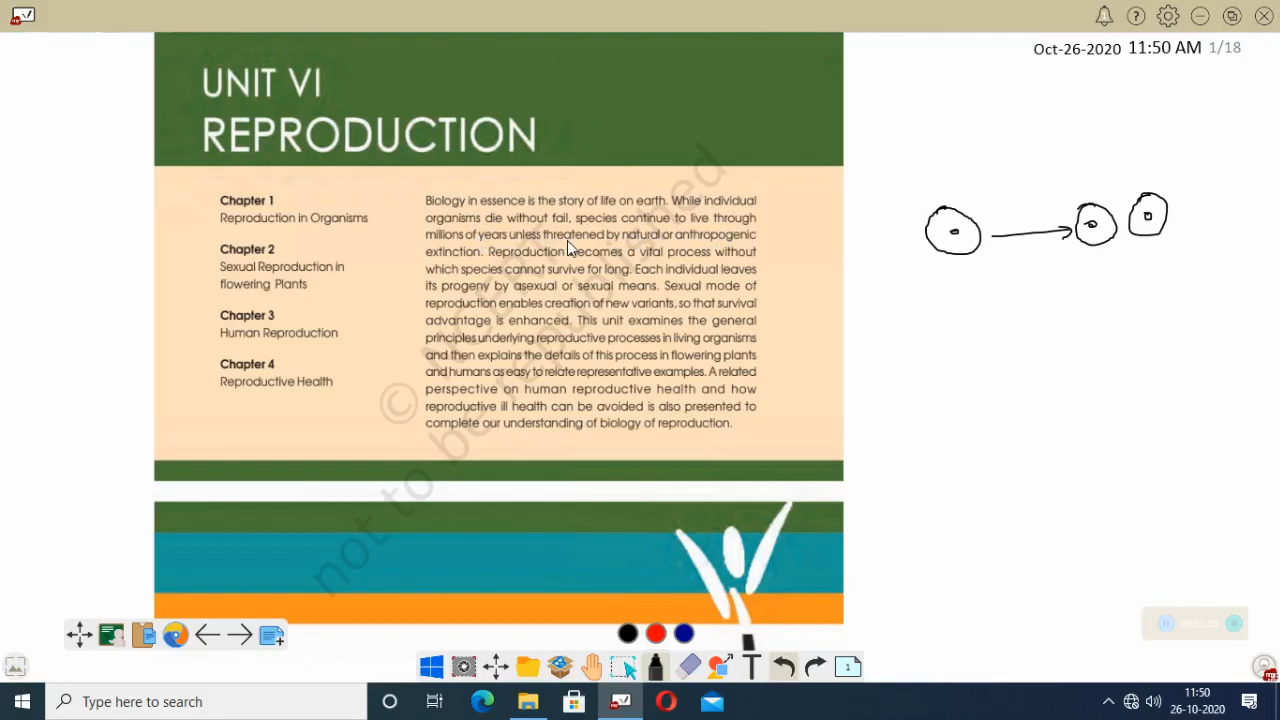 Oct-26-2020 11:50 AM 1/18
UNIT VI
REPRODUCTION
Chapter 1
Reproduction in Organisms
Chapter 2
Sexual Reproduction in
flowering Plants
Chapter 3
Human Reproduction
Chapter 4
Reproductive Health
Biology in essence is the story of life on earth. While individual
organisms die without fail, species continue to live through
millions of years unless threatened by natural or anthropogenic
extinction. Reproduction becomes a vital process without
which species cannot survive for long. Each individual leaves
its progeny by asexual or sexual means. Sexual mode of
reproduction enables creation of new variants, so that survival
advantage is enhanced. This unit examines the general
principles underlying reproductive processes in living organisms
and then explains the details of this process in flowering plants
and humans as easy to relate representative examples. A related
perspective on human reproductive health and how
reproductive ill health can be avoided is also presented to
complete our understanding of biology of reproduction.
© NCERT
not to be republished
00:01:29
T
1
Type here to search
11:50
26-10-2020